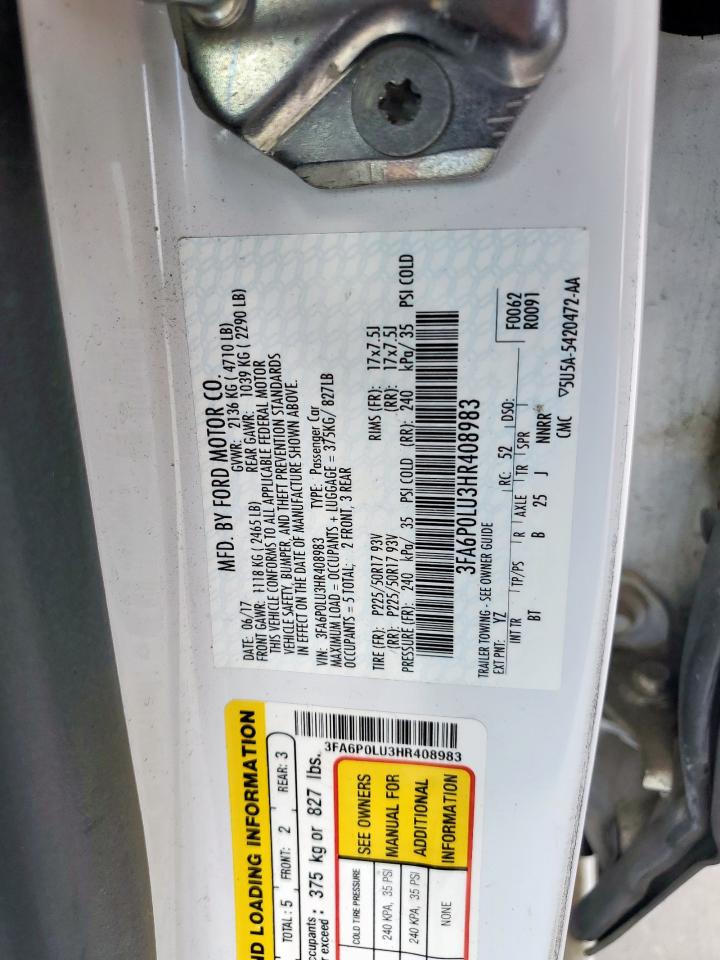 MFD. BY FORD MOTOR CO.
DATE: 06/17 GVWR: 2136 KG ( 4710 LB)
FRONT GAWR: 1118 KG ( 2465 LB) REAR GAWR: 1039 KG ( 2290 LB)
THIS VEHICLE CONFORMS TO ALL APPLICABLE FEDERAL MOTOR
VEHICLE SAFETY, BUMPER, AND THEFT PREVENTION STANDARDS
IN EFFECT ON THE DATE OF MANUFACTURE SHOWN ABOVE.
VIN: 3FA6P0LU3HR408983 TYPE: Passenger Car
MAXIMUM LOAD = OCCUPANTS + LUGGAGE = 375KG/ 827LB
OCCUPANTS = 5 TOTAL: 2 FRONT, 3 REAR
TIRE (FR): P225/50R17 93V RIMS (FR): 17x7.5J
(RR): P225/50R17 93V (RR): 17x7.5J
PRESSURE (FR): 240 kPa/ 35 PSI COLD (RR): 240 kPa/ 35 PSI COLD
3FA6P0LU3HR408983
TRAILER TOWING - SEE OWNER GUIDE
F0062
EXT PNT: YZ RC: 52 DSO: R0091
INT TR TP/PS R AXLE TR SPR
BT B 25 J NNRR
CMC ▽5U5A-5420472-AA
ND LOADING INFORMATION
TOTAL: 5 FRONT: 2 REAR: 3
ccupants
r exceed : 375 kg or 827 lbs.
3FA6P0LU3HR408983
COLD TIRE PRESSURE
240 KPA, 35 PSI
240 KPA, 35 PSI
NONE
SEE OWNERS
MANUAL FOR
ADDITIONAL
INFORMATION